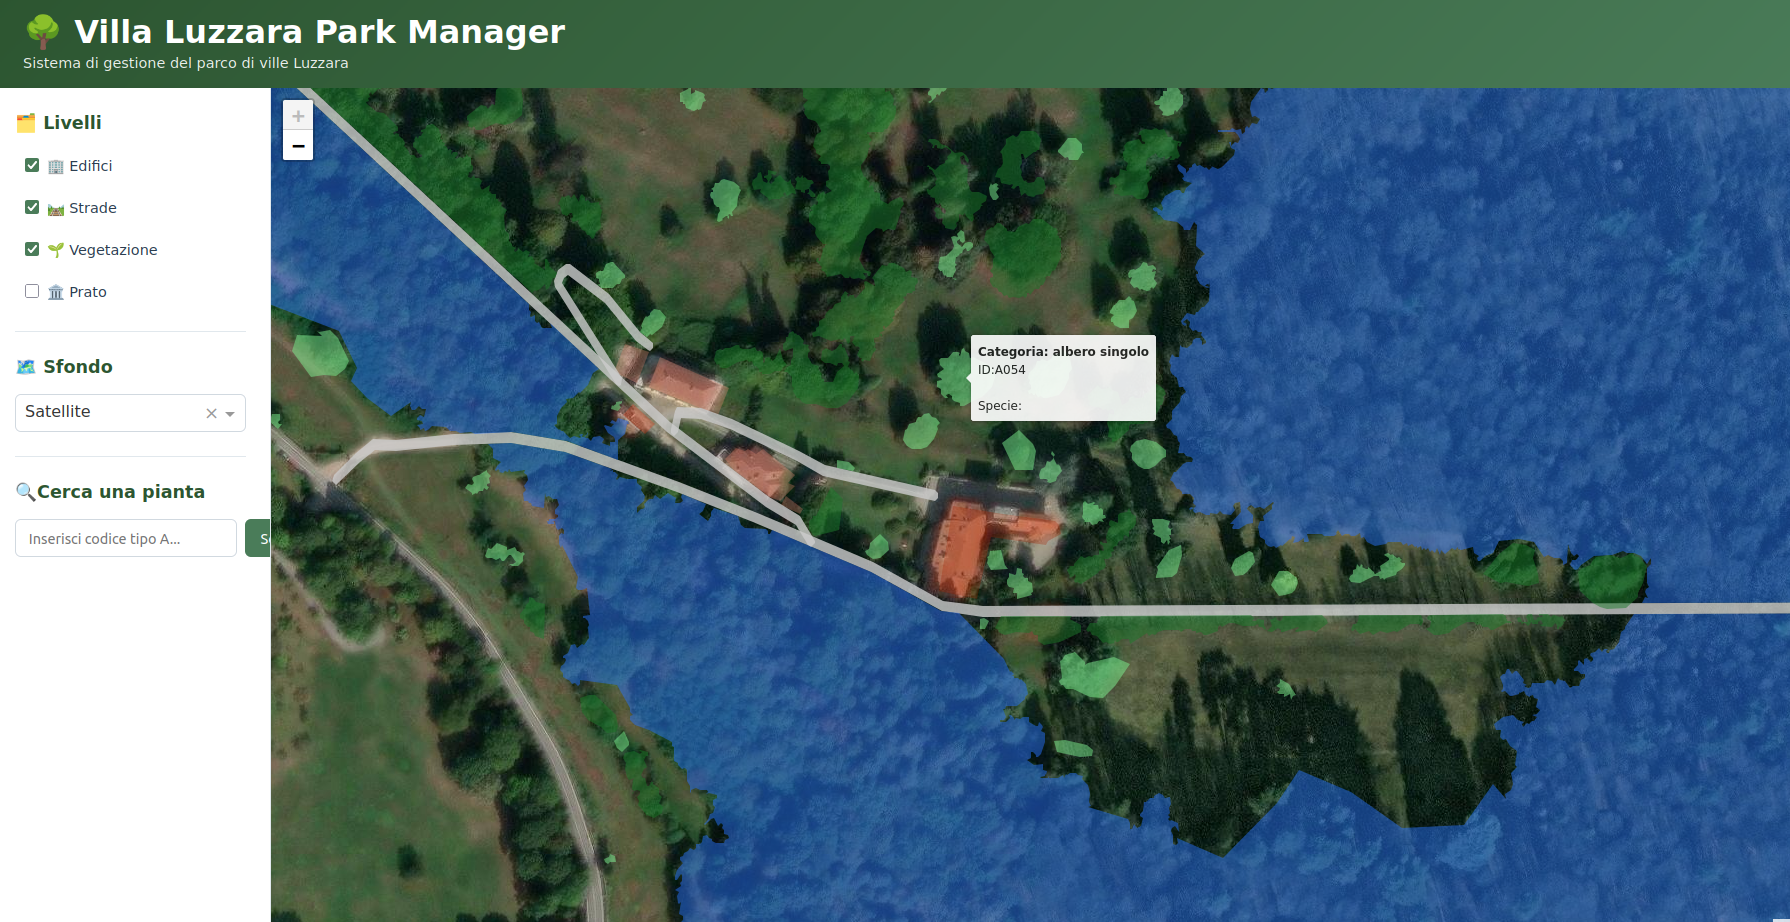 Villa Luzzara Park Manager
Sistema di gestione del parco di ville Luzzara
Livelli
Edifici
Strade
Vegetazione
Prato
Sfondo
Satellite
Cerca una pianta
Inserisci codice tipo A...
+
−
Categoria: albero singolo
ID:A054
Specie: